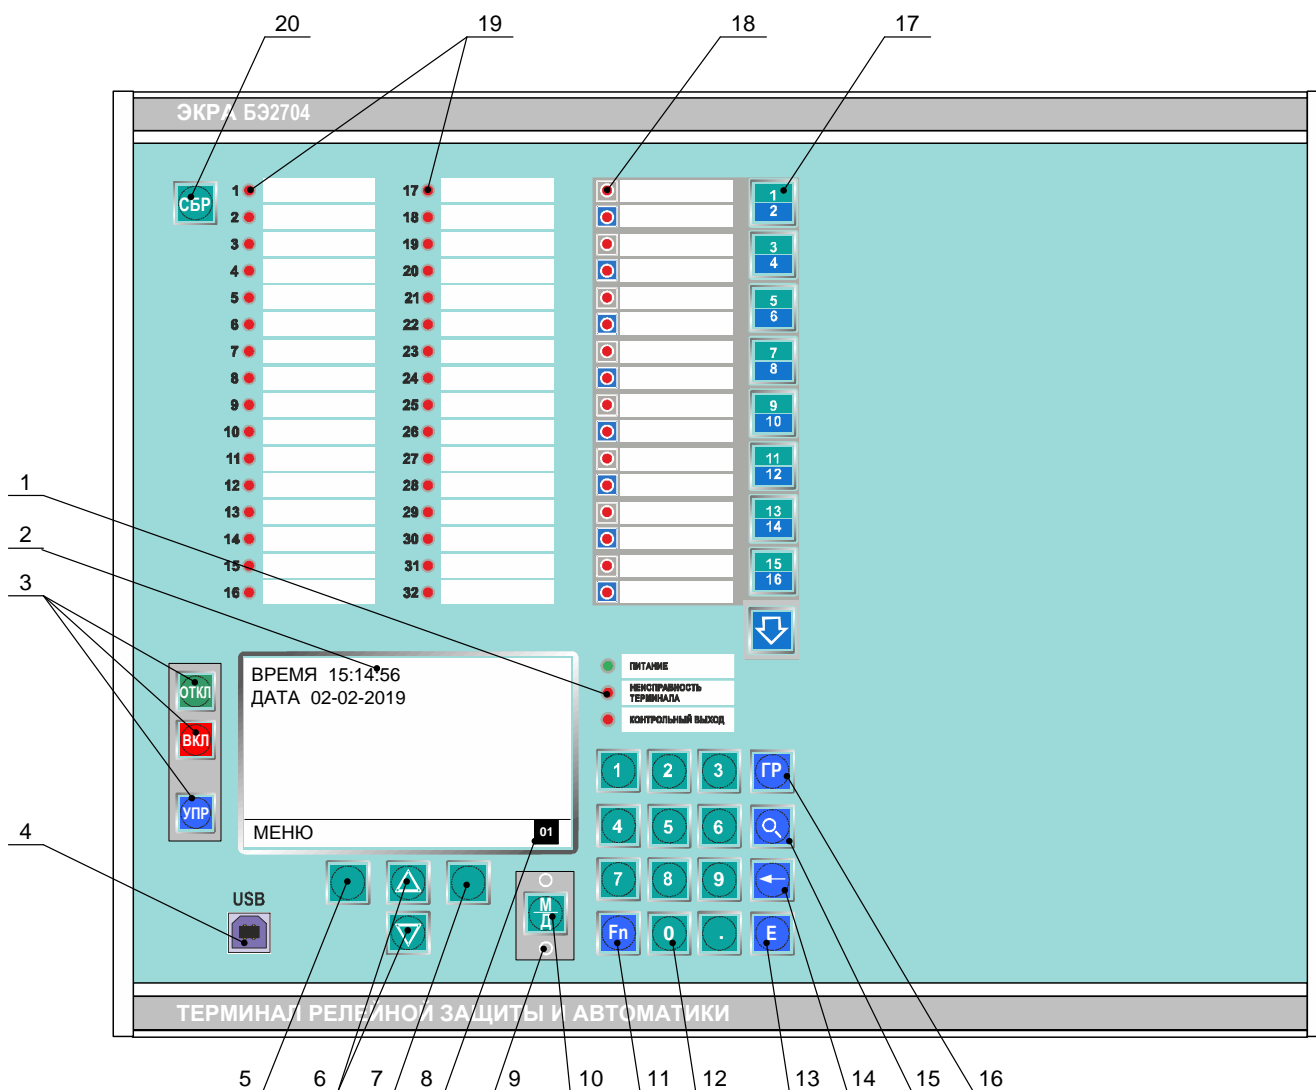 20 19 18 17
ЭКРА БЭ2704
СБР
1 17 1
2 18 2
3 19 3
4 20 4
5 21 5
6 22 6
7 23 7
8 24 8
9 25 9
10 26 10
11 27 11
12 28 12
13 29 13
14 30 14
15 31 15
16 32 16
1
2
3
ВРЕМЯ 15:14:56
ДАТА 02-02-2019
МЕНЮ 01
ПИТАНИЕ
НЕИСПРАВНОСТЬ
ТЕРМИНАЛА
КОНТРОЛЬНЫЙ ВЫХОД
ОТКЛ
ВКЛ
УПР
4
USB
М
Д
1 2 3 ГР
4 5 6
7 8 9
Fn 0 . E
ТЕРМИНАЛ РЕЛЕЙНОЙ ЗАЩИТЫ И АВТОМАТИКИ
5 6 7 8 9 10 11 12 13 14 15 16